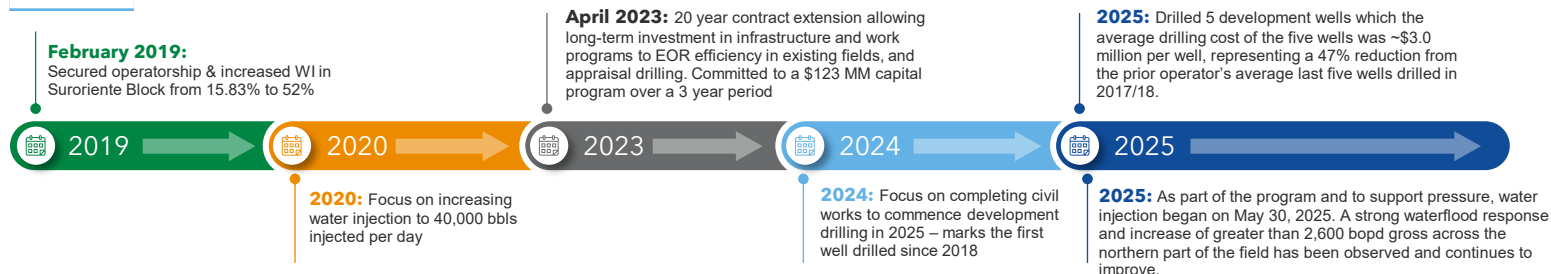 February 2019:
Secured operatorship & increased WI in
Suroriente Block from 15.83% to 52%
April 2023: 20 year contract extension allowing
long-term investment in infrastructure and work
programs to EOR efficiency in existing fields, and
appraisal drilling. Committed to a $123 MM capital
program over a 3 year period
2025: Drilled 5 development wells which the
average drilling cost of the five wells was ~$3.0
million per well, representing a 47% reduction from
the prior operator's average last five wells drilled in
2017/18.
2019
2020
2023
2024
2025
2020: Focus on increasing
water injection to 40,000 bbls
injected per day
2024: Focus on completing civil
works to commence development
drilling in 2025 – marks the first
well drilled since 2018
2025: As part of the program and to support pressure, water
injection began on May 30, 2025. A strong waterflood response
and increase of greater than 2,600 bopd gross across the
northern part of the field has been observed and continues to
improve.